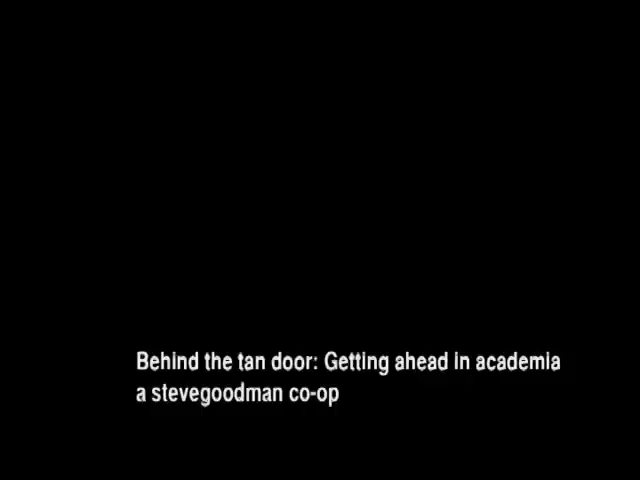 Behind the tan door: Getting ahead in academia
a stevegoodman co-op